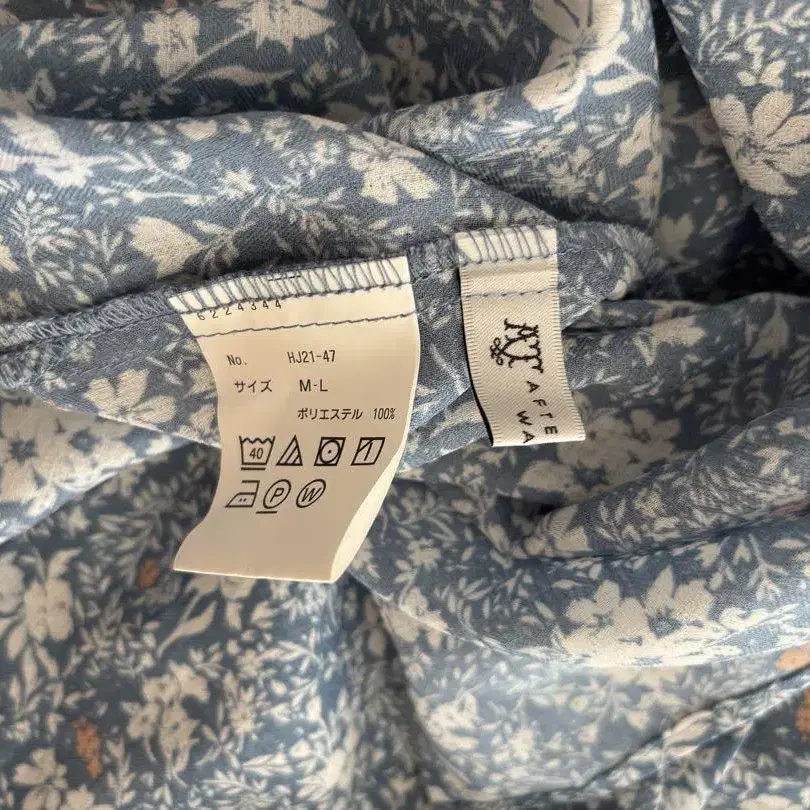 6224344
No. HJ21-47
サイズ M-L
ポリエステル 100%
40
P W
AFTE
WA